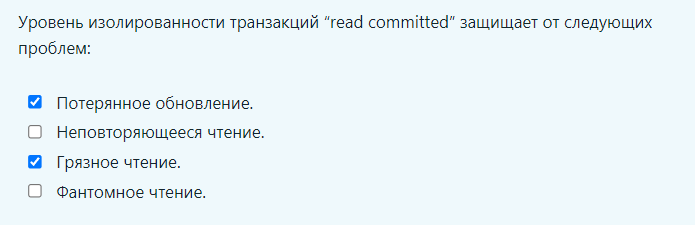 Уровень изолированности транзакций “read committed” защищает от следующих
проблем:
Потерянное обновление.
Неповторяющееся чтение.
Грязное чтение.
Фантомное чтение.